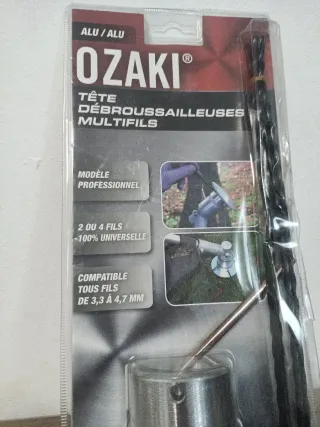 ALU / ALU
OZAKI®
TÊTE
DÉBROUSSAILLEUSES
MULTIFILS
MODÈLE
PROFESSIONNEL
2 OU 4 FILS
-100% UNIVERSELLE
COMPATIBLE
TOUS FILS
DE 3,3 À 4,7 MM